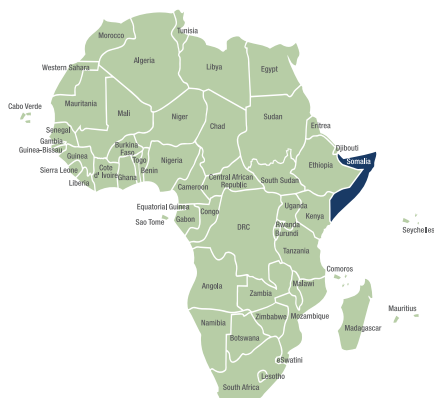 Tunisia
Morocco
Algeria
Libya
Egypt
Western Sahara
Mauritania
Mali
Niger
Chad
Sudan
Eritrea
Cabo Verde
Senegal
Gambia
Guinea-Bissau
Guinea
Sierra Leone
Liberia
Cote
d' Ivoire
Burkina
Faso
Ghana
Togo
Benin
Nigeria
Cameroon
Central African
Republic
South Sudan
Ethiopia
Djibouti
Somalia
Equatorial Guinea
Sao Tome
Gabon
Congo
DRC
Uganda
Kenya
Rwanda
Burundi
Tanzania
Seychelles
Comoros
Angola
Zambia
Malawi
Mozambique
Zimbabwe
Namibia
Botswana
Madagascar
Mauritius
eSwatini
Lesotho
South Africa